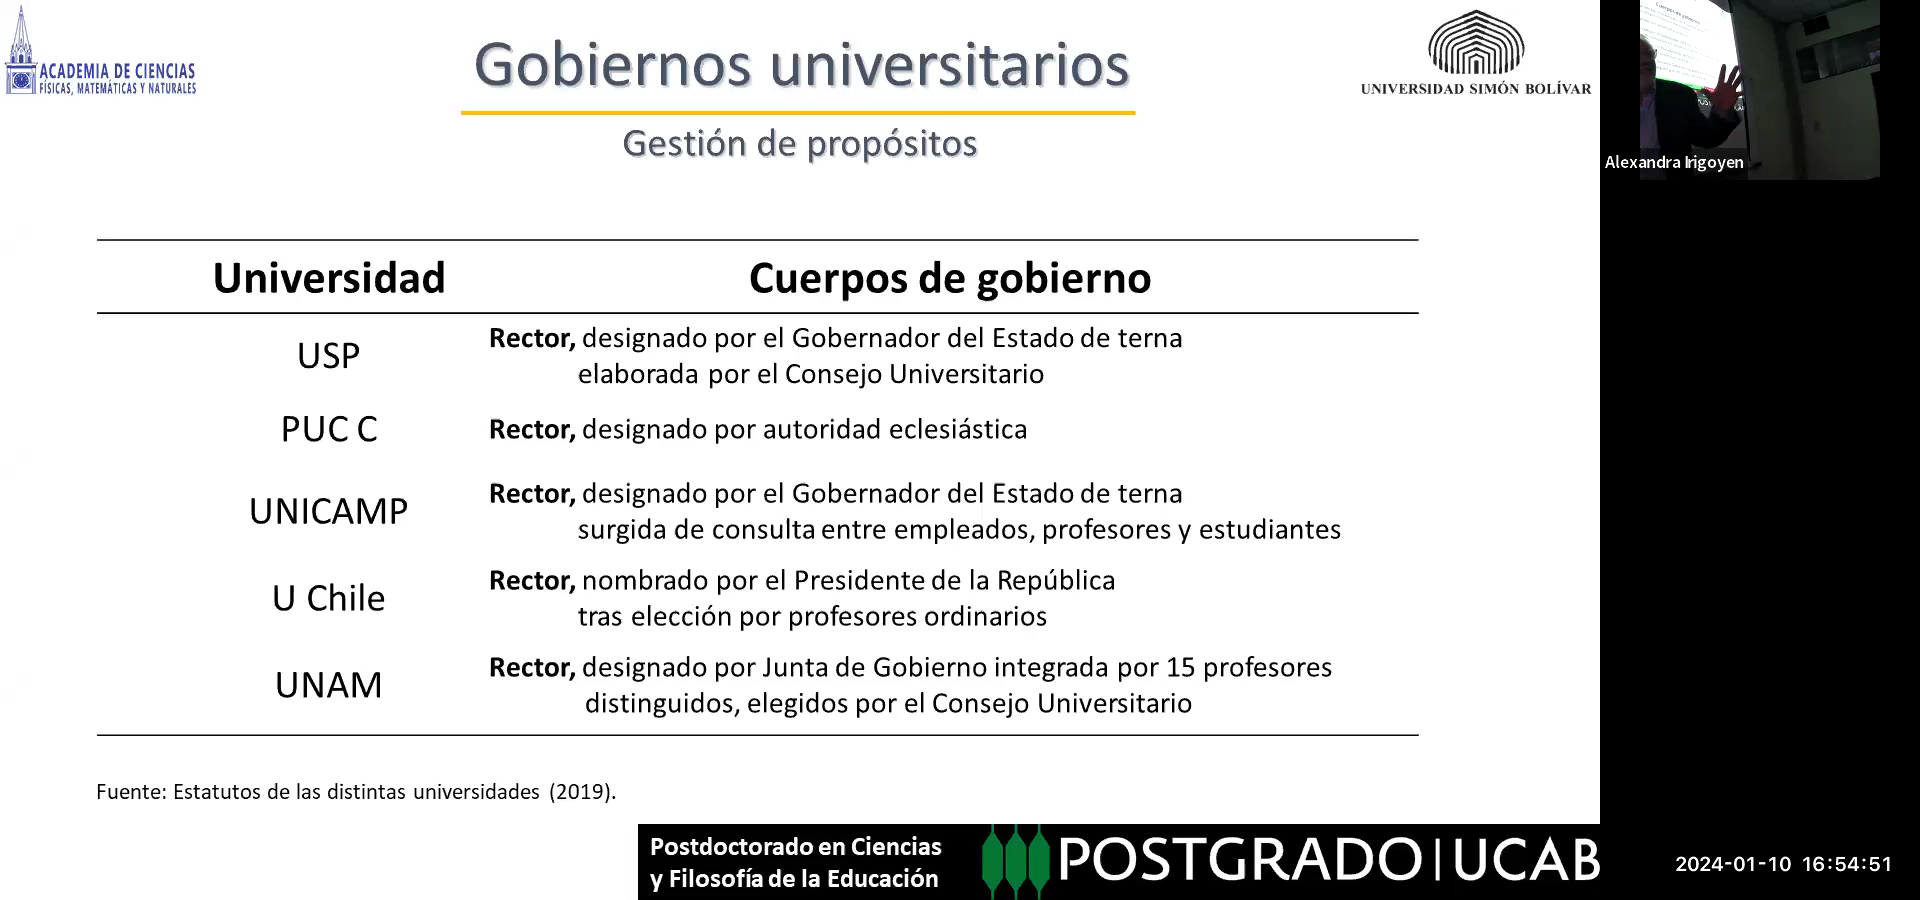 ACADEMIA DE CIENCIAS
FÍSICAS, MATEMÁTICAS Y NATURALES
Gobiernos universitarios
Gestión de propósitos
UNIVERSIDAD SIMÓN BOLÍVAR
Alexandra Irigoyen
Universidad Cuerpos de gobierno
USP Rector, designado por el Gobernador del Estado de terna
elaborada por el Consejo Universitario
PUC C Rector, designado por autoridad eclesiástica
UNICAMP Rector, designado por el Gobernador del Estado de terna
surgida de consulta entre empleados, profesores y estudiantes
U Chile Rector, nombrado por el Presidente de la República
tras elección por profesores ordinarios
UNAM Rector, designado por Junta de Gobierno integrada por 15 profesores
distinguidos, elegidos por el Consejo Universitario
Fuente: Estatutos de las distintas universidades (2019).
Postdoctorado en Ciencias
y Filosofía de la Educación
POSTGRADO|UCAB
2024-01-10 16:54:51